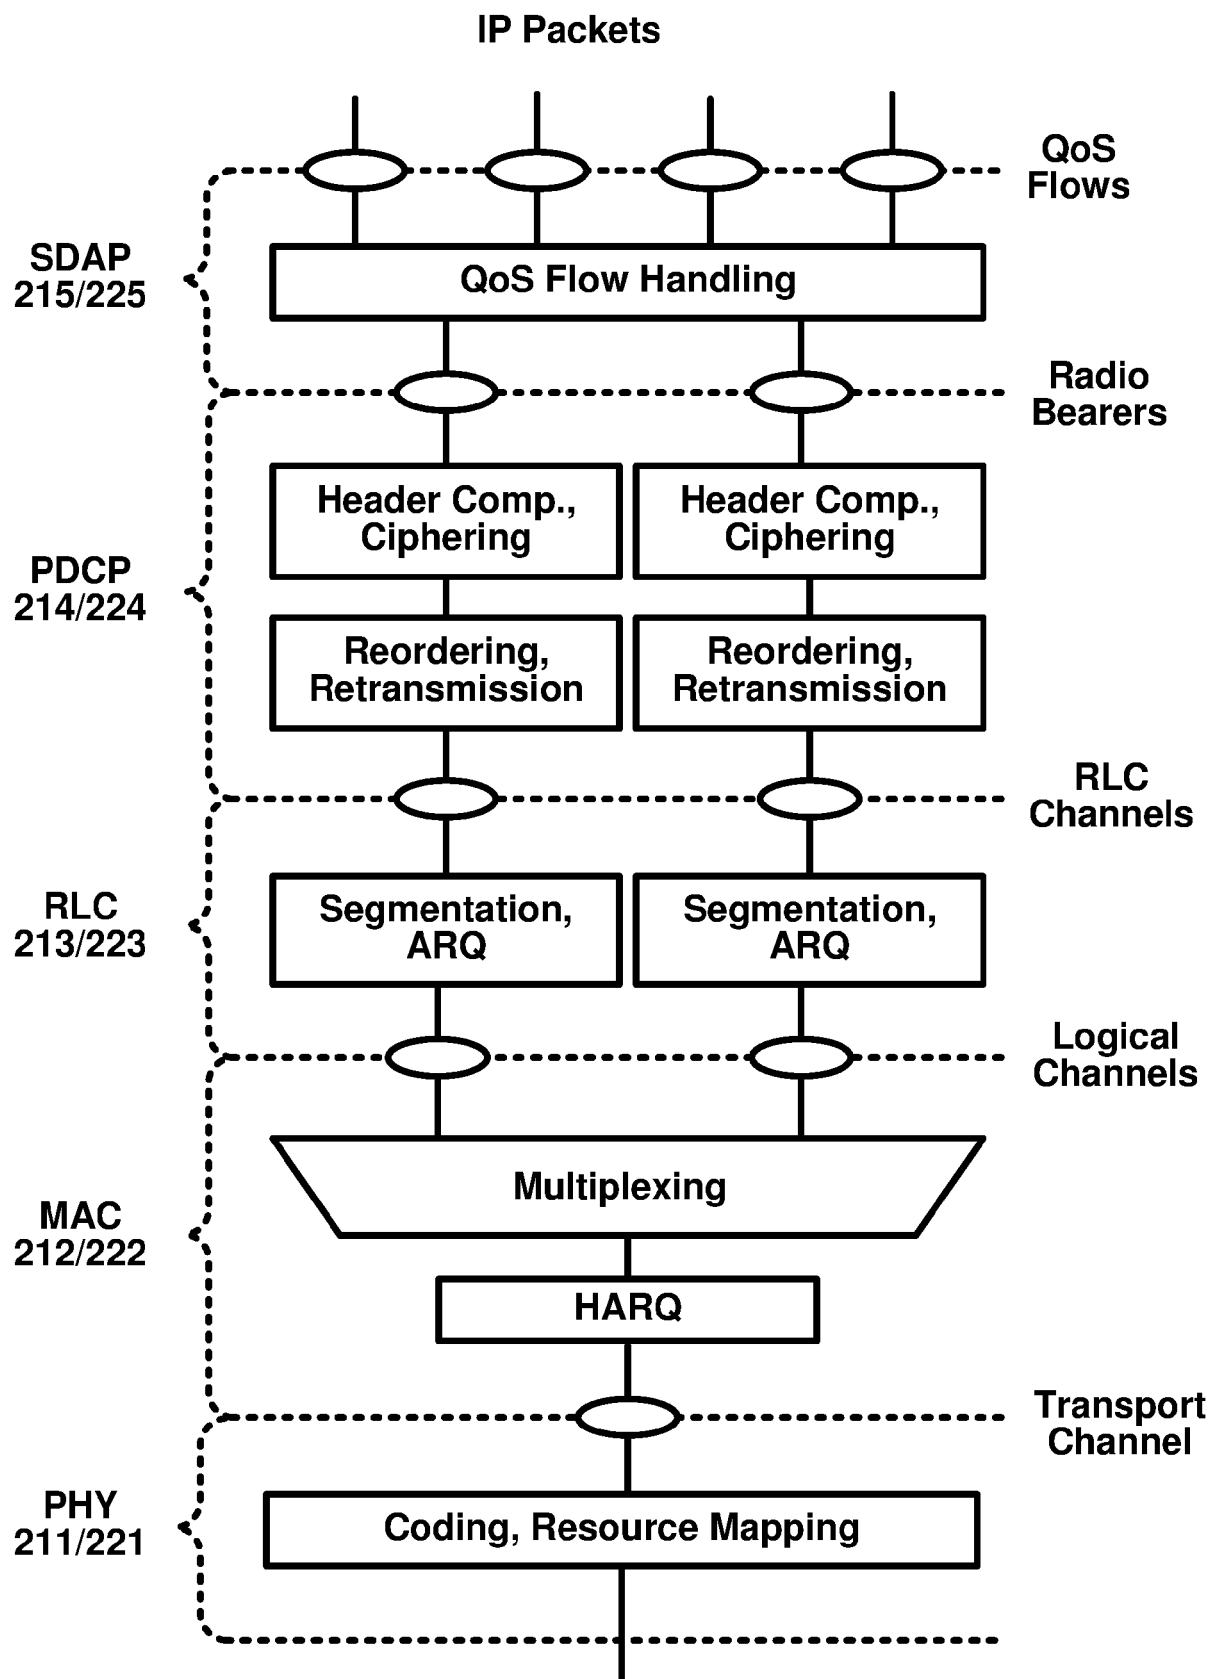 IP Packets
QoS
Flows
SDAP
215/225
QoS Flow Handling
Radio
Bearers
Header Comp.,
Ciphering
Header Comp.,
Ciphering
PDCP
214/224
Reordering,
Retransmission
Reordering,
Retransmission
RLC
Channels
RLC
213/223
Segmentation,
ARQ
Segmentation,
ARQ
Logical
Channels
Multiplexing
MAC
212/222
HARQ
Transport
Channel
PHY
211/221
Coding, Resource Mapping